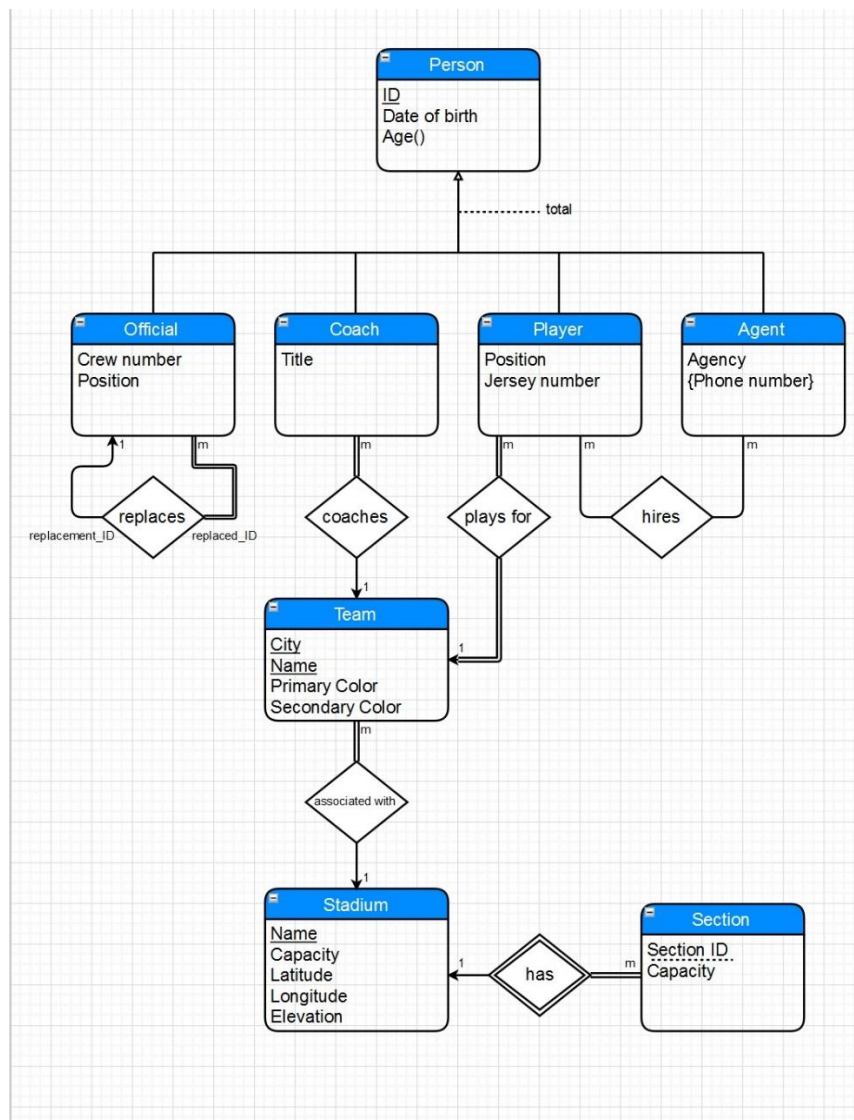 Person
ID
Date of birth
Age()
total
Official
Crew number
Position
Coach
Title
Player
Position
Jersey number
Agent
Agency
{Phone number}
1
m
m
m
m
m
replaces
replacement_ID
replaced_ID
coaches
plays for
hires
1
Team
City
Name
Primary Color
Secondary Color
1
m
associated with
1
Stadium
Name
Capacity
Latitude
Longitude
Elevation
1
has
m
Section
Section ID
Capacity